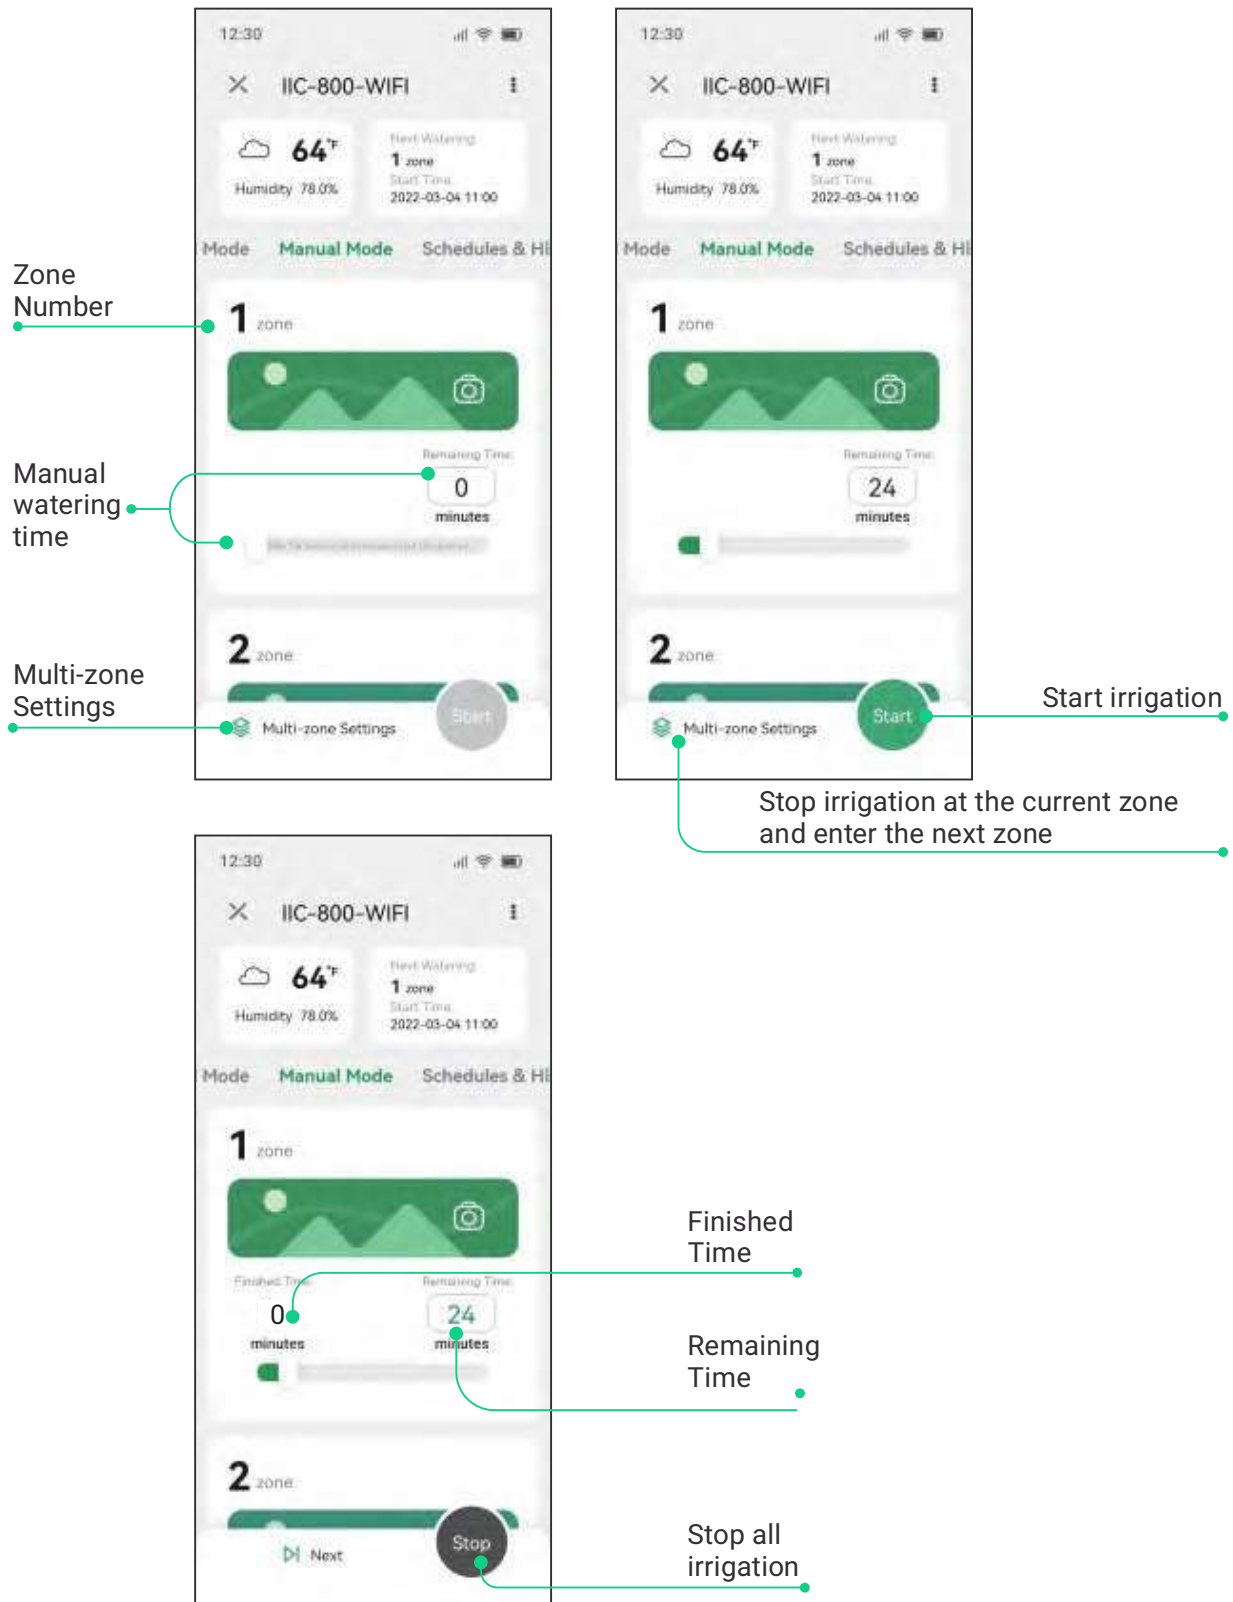 12:30
IIC-800-WIFI
64°F
Humidity 78.0%
Next Watering
1 zone
Start Time
2022-03-04 11:00
Mode Manual Mode Schedules & Hi
Zone
Number
1 zone
Remaining Time
0
minutes
Manual
watering
time
2 zone
Multi-zone
Settings
Multi-zone Settings
Start
12:30
IIC-800-WIFI
64°F
Humidity 78.0%
Next Watering
1 zone
Start Time
2022-03-04 11:00
Mode Manual Mode Schedules & Hi
1 zone
Remaining Time
24
minutes
2 zone
Multi-zone Settings
Start
Start irrigation
Stop irrigation at the current zone
and enter the next zone
12:30
IIC-800-WIFI
64°F
Humidity 78.0%
Next Watering
1 zone
Start Time
2022-03-04 11:00
Mode Manual Mode Schedules & Hi
1 zone
Finished Time
0
minutes
Remaining Time
24
minutes
Finished
Time
Remaining
Time
2 zone
Next
Stop
Stop all
irrigation